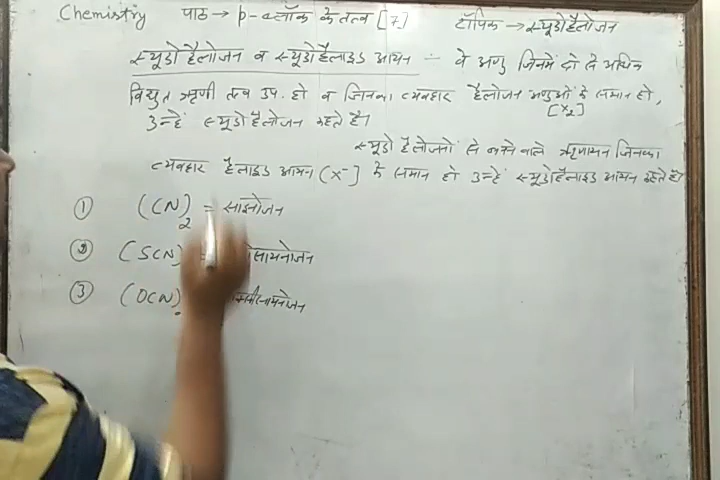 Chemistry पाठ → p-ब्लॉक के तत्व [7] टॉपिक → स्यूडोहैलोजन
स्यूडो हैलोजन व स्यूडो हैलाइड आयन ÷ वे अणु जिनमें दो से अधिक
विद्युत ऋणी तत्व उप. हो व जिनका व्यवहार हैलोजन अणुओं के समान हो,
[X2]
उन्हें स्यूडो हैलोजन कहते हैं।
स्यूडो हैलोजनों से बनने वाले ऋणायन जिनका
व्यवहार हैलाइड आयन (X⁻) के समान हो उन्हें स्यूडोहैलाइड आयन कहते हैं।
① (CN)2 = साइनोजन
② (SCN) सायनोजन
③ (OCN)